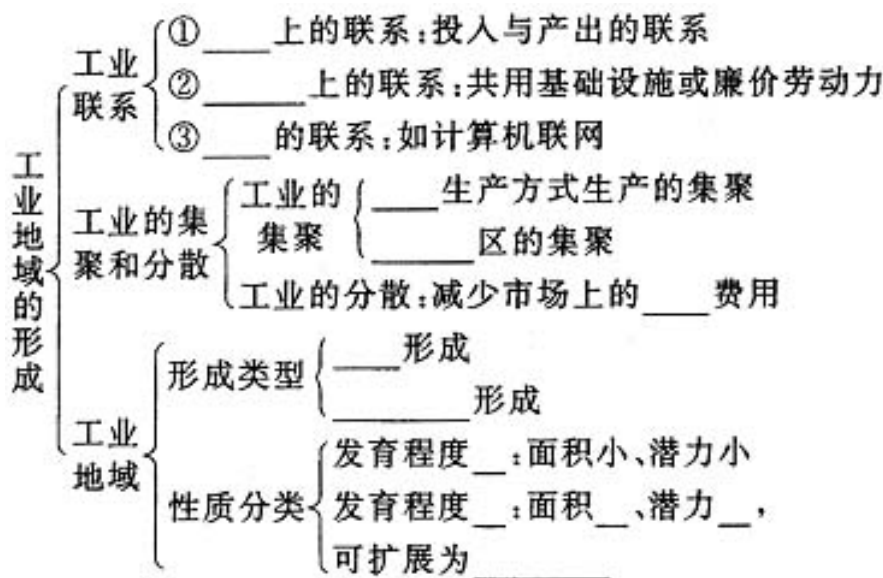 工业地域的形成
工业联系
①____上的联系:投入与产出的联系
②______上的联系:共用基础设施或廉价劳动力
③____的联系:如计算机联网
工业的集聚和分散
工业的集聚
____生产方式生产的集聚
______区的集聚
工业的分散:减少市场上的____费用
工业地域
形成类型
____形成
________形成
性质分类
发育程度__:面积小、潜力小
发育程度__:面积__、潜力__,
可扩展为________